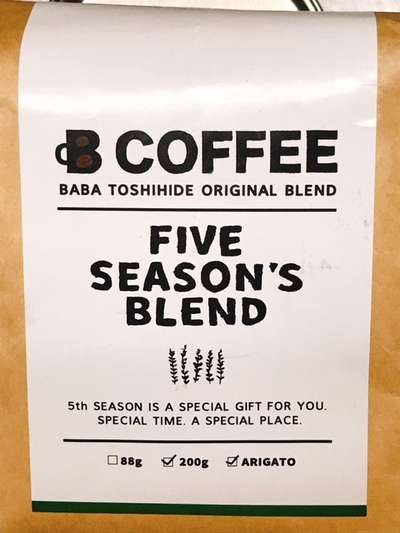 B COFFEE
BABA TOSHIHIDE ORIGINAL BLEND
FIVE
SEASON'S
BLEND
5th SEASON IS A SPECIAL GIFT FOR YOU.
SPECIAL TIME. A SPECIAL PLACE.
☐88g ☑200g ☑ARIGATO